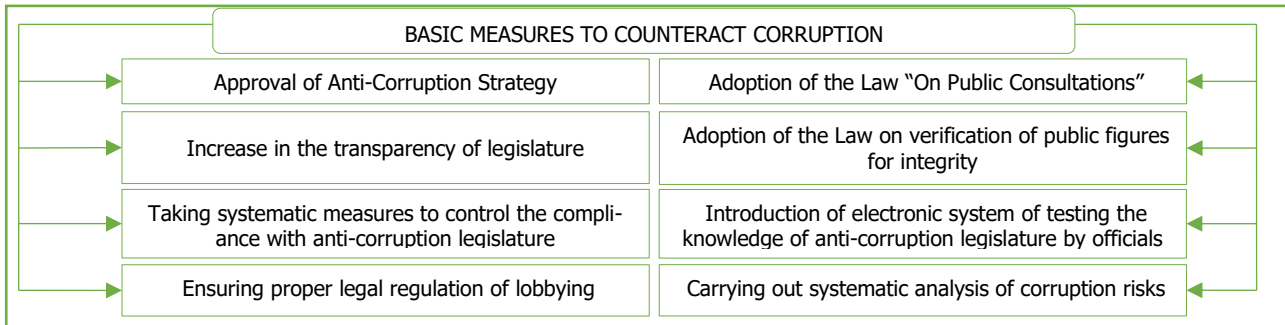 BASIC MEASURES TO COUNTERACT CORRUPTION
Approval of Anti-Corruption Strategy
Adoption of the Law “On Public Consultations”
Increase in the transparency of legislature
Adoption of the Law on verification of public figures
for integrity
Taking systematic measures to control the compli-
ance with anti-corruption legislature
Introduction of electronic system of testing the
knowledge of anti-corruption legislature by officials
Ensuring proper legal regulation of lobbying
Carrying out systematic analysis of corruption risks